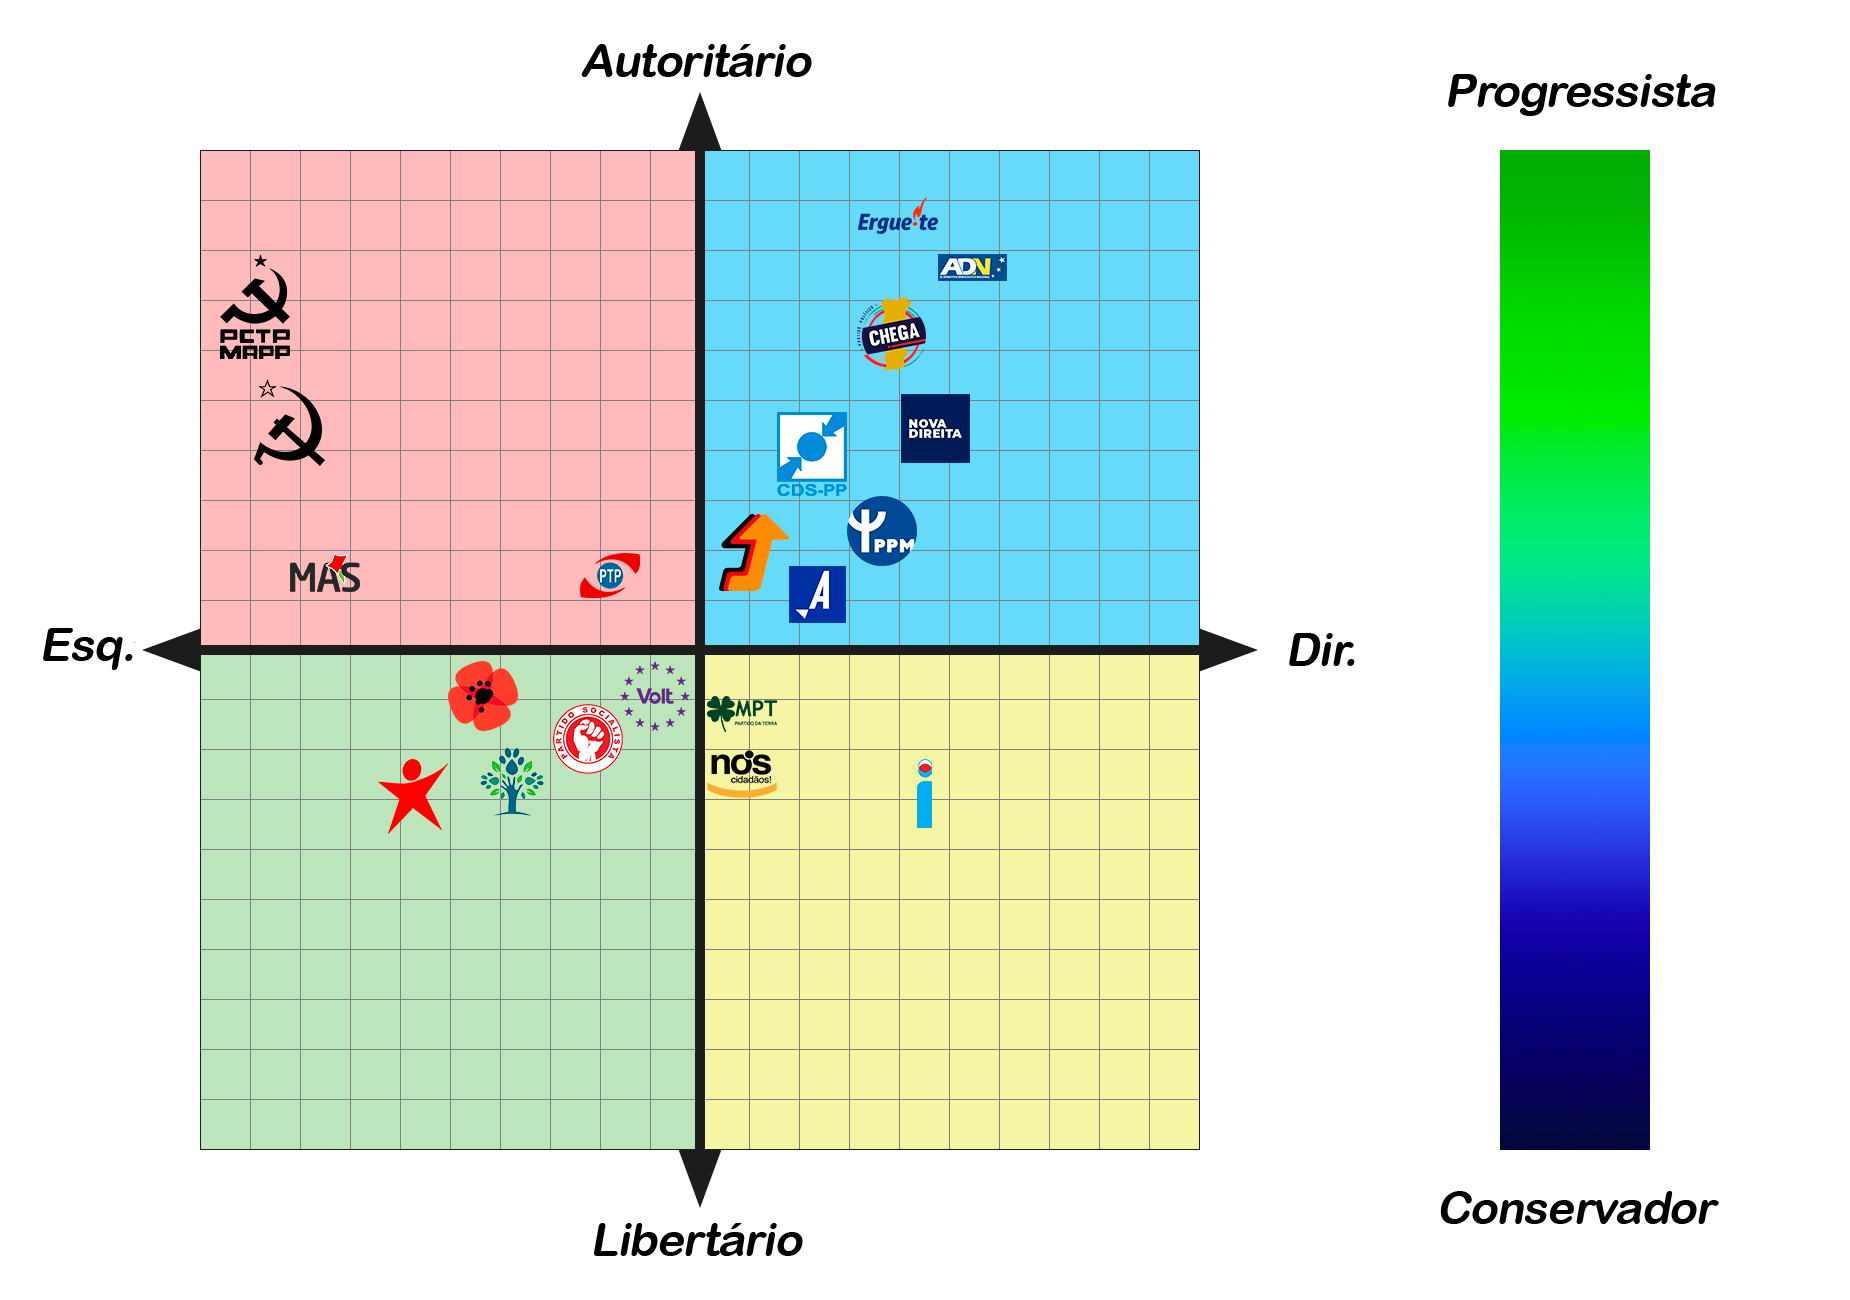 Autoritário
Progressista
Ergue-te
ADN
CHEGA
PCTP
MRPP
NOVA
DIREITA
CDS-PP
PPM
MAS
PTP
A
Esq.
Dir.
Volt
MPT
PARTIDO DA TERRA
PARTIDO SOCIALISTA
nós
cidadãos!
i
Conservador
Libertário